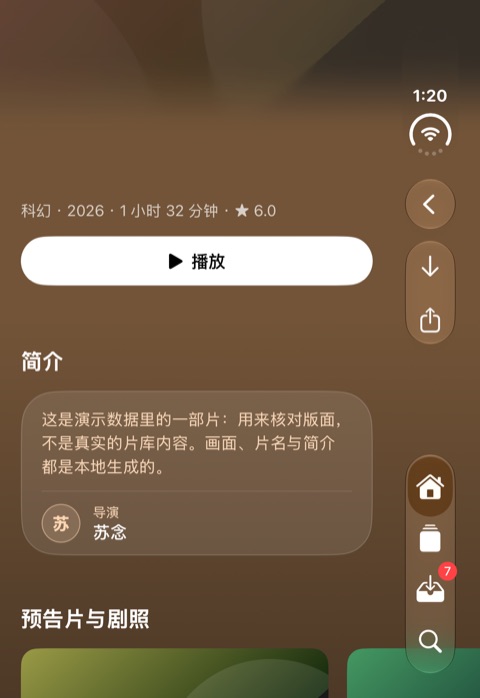 1:20
科幻 · 2026 · 1 小时 32 分钟 · ★ 6.0
播放
简介
这是演示数据里的一部片：用来核对版面，
不是真实的片库内容。画面、片名与简介
都是本地生成的。
苏
导演
苏念
7
预告片与剧照